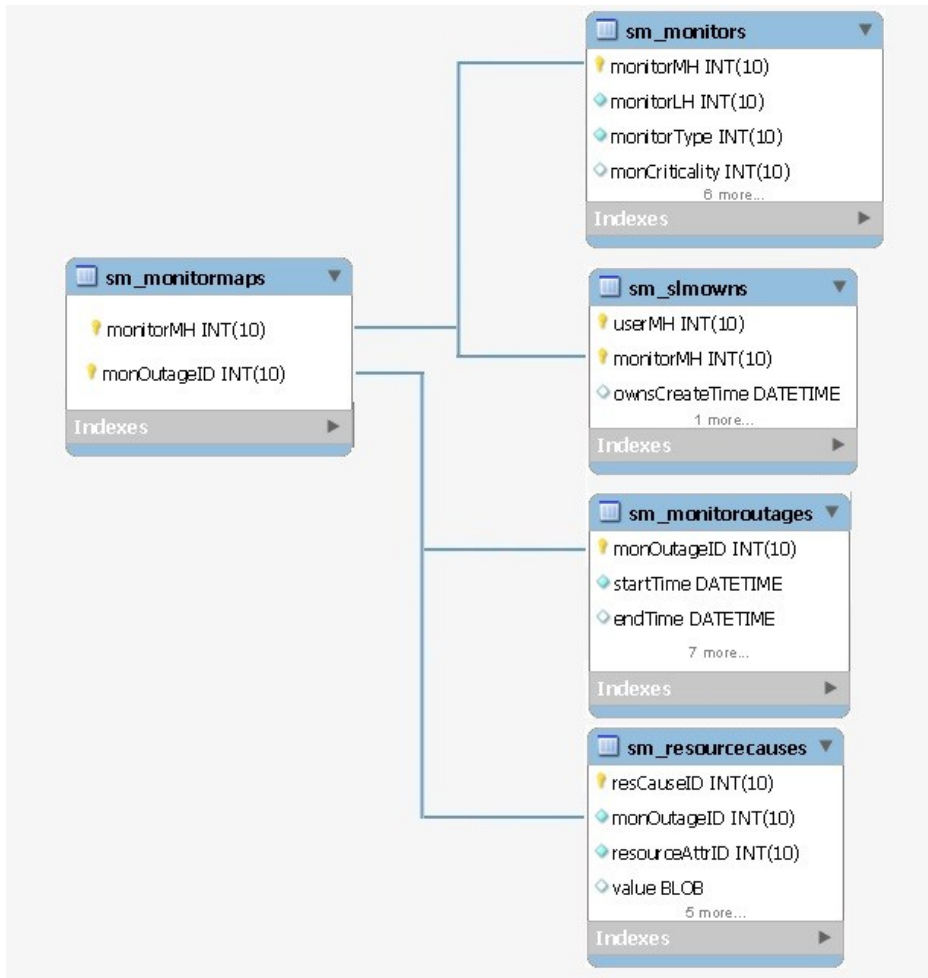 sm_monitors
monitorMH INT(10)
monitorLH INT(10)
monitorType INT(10)
monCriticality INT(10)
6 more...
Indexes
sm_monitormaps
monitorMH INT(10)
monOutageID INT(10)
Indexes
sm_slmowns
userMH INT(10)
monitorMH INT(10)
ownsCreateTime DATETIME
1 more...
Indexes
sm_monitoroutages
monOutageID INT(10)
startTime DATETIME
endTime DATETIME
7 more...
Indexes
sm_resourcecauses
resCauseID INT(10)
monOutageID INT(10)
resourceAttrID INT(10)
value BLOB
5 more...
Indexes